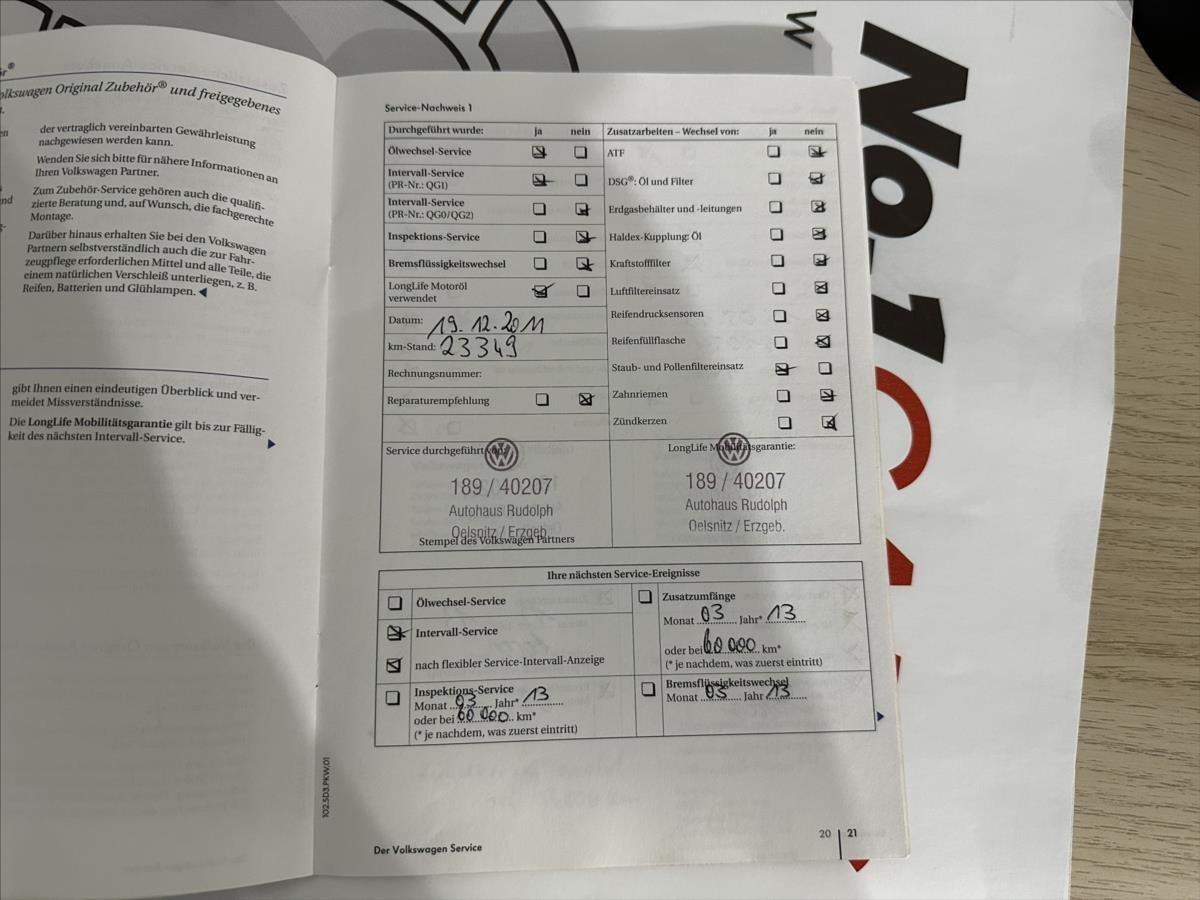 ör®
olkswagen Original Zubehör® und freigegebenes
der vertraglich vereinbarten Gewährleistung
nachgewiesen werden kann.
Wenden Sie sich bitte für nähere Informationen an
Ihren Volkswagen Partner.
Zum Zubehör-Service gehören auch die qualifi-
zierte Beratung und, auf Wunsch, die fachgerechte
Montage.
Darüber hinaus erhalten Sie bei den Volkswagen
Partnern selbstverständlich auch die zur Fahr-
zeugpflege erforderlichen Mittel und alle Teile, die
einem natürlichen Verschleiß unterliegen, z. B.
Reifen, Batterien und Glühlampen.
gibt Ihnen einen eindeutigen Überblick und ver-
meidet Missverständnisse.
Die LongLife Mobilitätsgarantie gilt bis zur Fällig-
keit des nächsten Intervall-Service.
Service-Nachweis 1
Durchgeführt wurde: ja nein
Ölwechsel-Service
Intervall-Service
(PR-Nr.: QG1)
Intervall-Service
(PR-Nr.: QG0/QG2)
Inspektions-Service
Bremsflüssigkeitswechsel
LongLife Motoröl
verwendet
Datum: 19.12.2011
km-Stand: 23349
Rechnungsnummer:
Reparaturempfehlung
Zusatzarbeiten – Wechsel von: ja nein
ATF
DSG®: Öl und Filter
Erdgasbehälter und -leitungen
Haldex-Kupplung: Öl
Kraftstofffilter
Luftfiltereinsatz
Reifendrucksensoren
Reifenfüllflasche
Staub- und Pollenfiltereinsatz
Zahnriemen
Zündkerzen
Service durchgeführt von:
189 / 40207
Autohaus Rudolph
Oelsnitz / Erzgeb.
Stempel des Volkswagen Partners
LongLife Mobilitätsgarantie:
189 / 40207
Autohaus Rudolph
Oelsnitz / Erzgeb.
Ihre nächsten Service-Ereignisse
Ölwechsel-Service
Intervall-Service
nach flexibler Service-Intervall-Anzeige
Inspektions-Service
Monat 03 Jahr* 13
oder bei 60 000 km*
(* je nachdem, was zuerst eintritt)
Zusatzumfänge
Monat 03 Jahr* 13
oder bei 60 000 km*
(* je nachdem, was zuerst eintritt)
Bremsflüssigkeitswechsel
Monat 03 Jahr 13
102.5D3.PKW.01
Der Volkswagen Service
20 21
W
No1